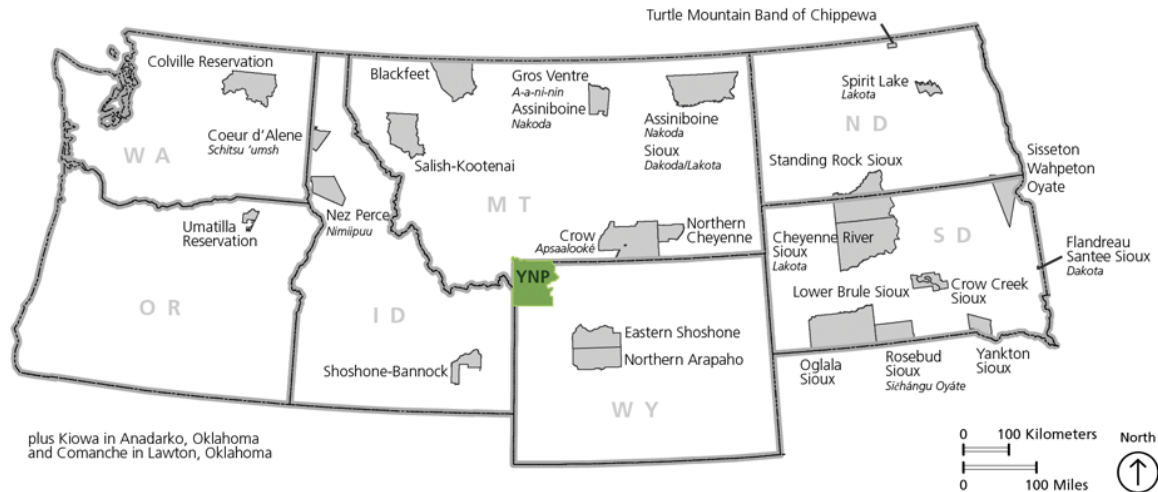 Turtle Mountain Band of Chippewa
Colville Reservation
Blackfeet
Gros Ventre
A-a-ni-nin
Assiniboine
Nakoda
Spirit Lake
Lakota
Coeur d'Alene
Schitsu 'umsh
Salish-Kootenai
Assiniboine
Nakoda
Sioux
Dakoda/Lakota
N D
Sisseton
Wahpeton
Oyate
W A
Standing Rock Sioux
M T
Umatilla
Reservation
Nez Perce
Nimiipuu
Crow
Apsaalooké
Northern
Cheyenne
Cheyenne River
Sioux
Lakota
S D
Flandreau
Santee Sioux
Dakota
YNP
Lower Brule Sioux
Crow Creek
Sioux
O R
I D
Eastern Shoshone
Northern Arapaho
Shoshone-Bannock
Oglala
Sioux
Rosebud
Sioux
Sičhángu Oyáte
Yankton
Sioux
W Y
plus Kiowa in Anadarko, Oklahoma
and Comanche in Lawton, Oklahoma
0 100 Kilometers
0 100 Miles
North